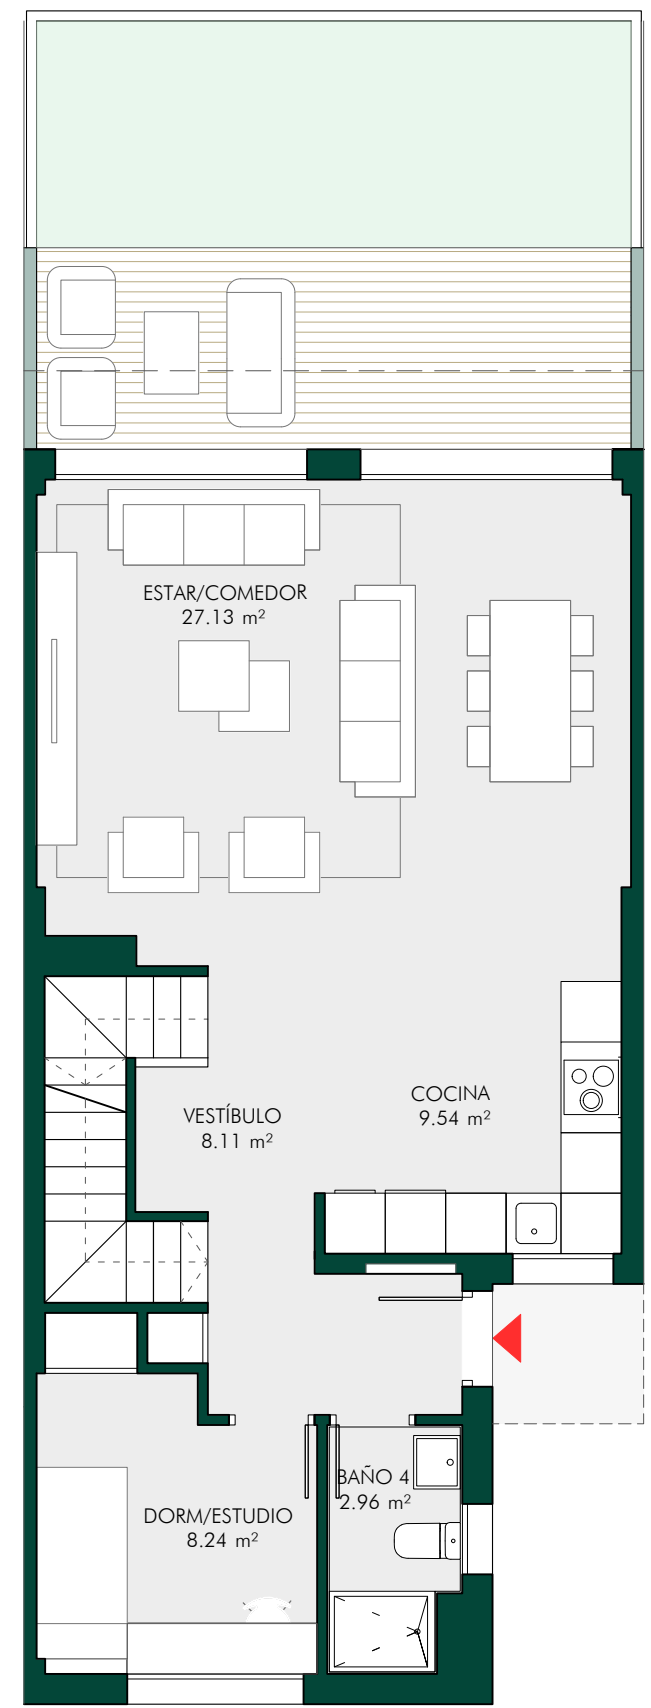 ESTAR/COMEDOR
27.13 m²
COCINA
9.54 m²
VESTÍBULO
8.11 m²
BAÑO 4
2.96 m²
DORM/ESTUDIO
8.24 m²